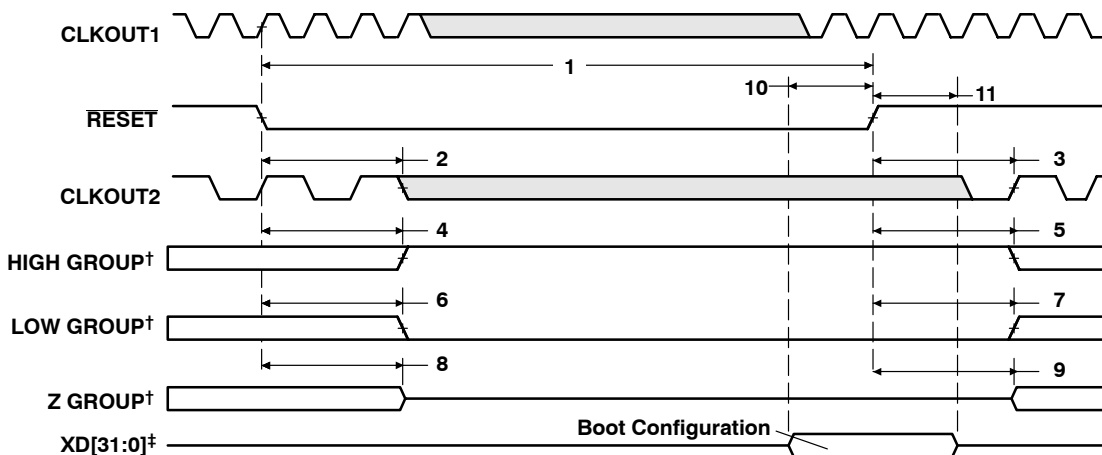 CLKOUT1
1
10
11
RESET
2
3
CLKOUT2
4
5
HIGH GROUP†
6
7
LOW GROUP†
8
9
Z GROUP†
Boot Configuration
XD[31:0]‡